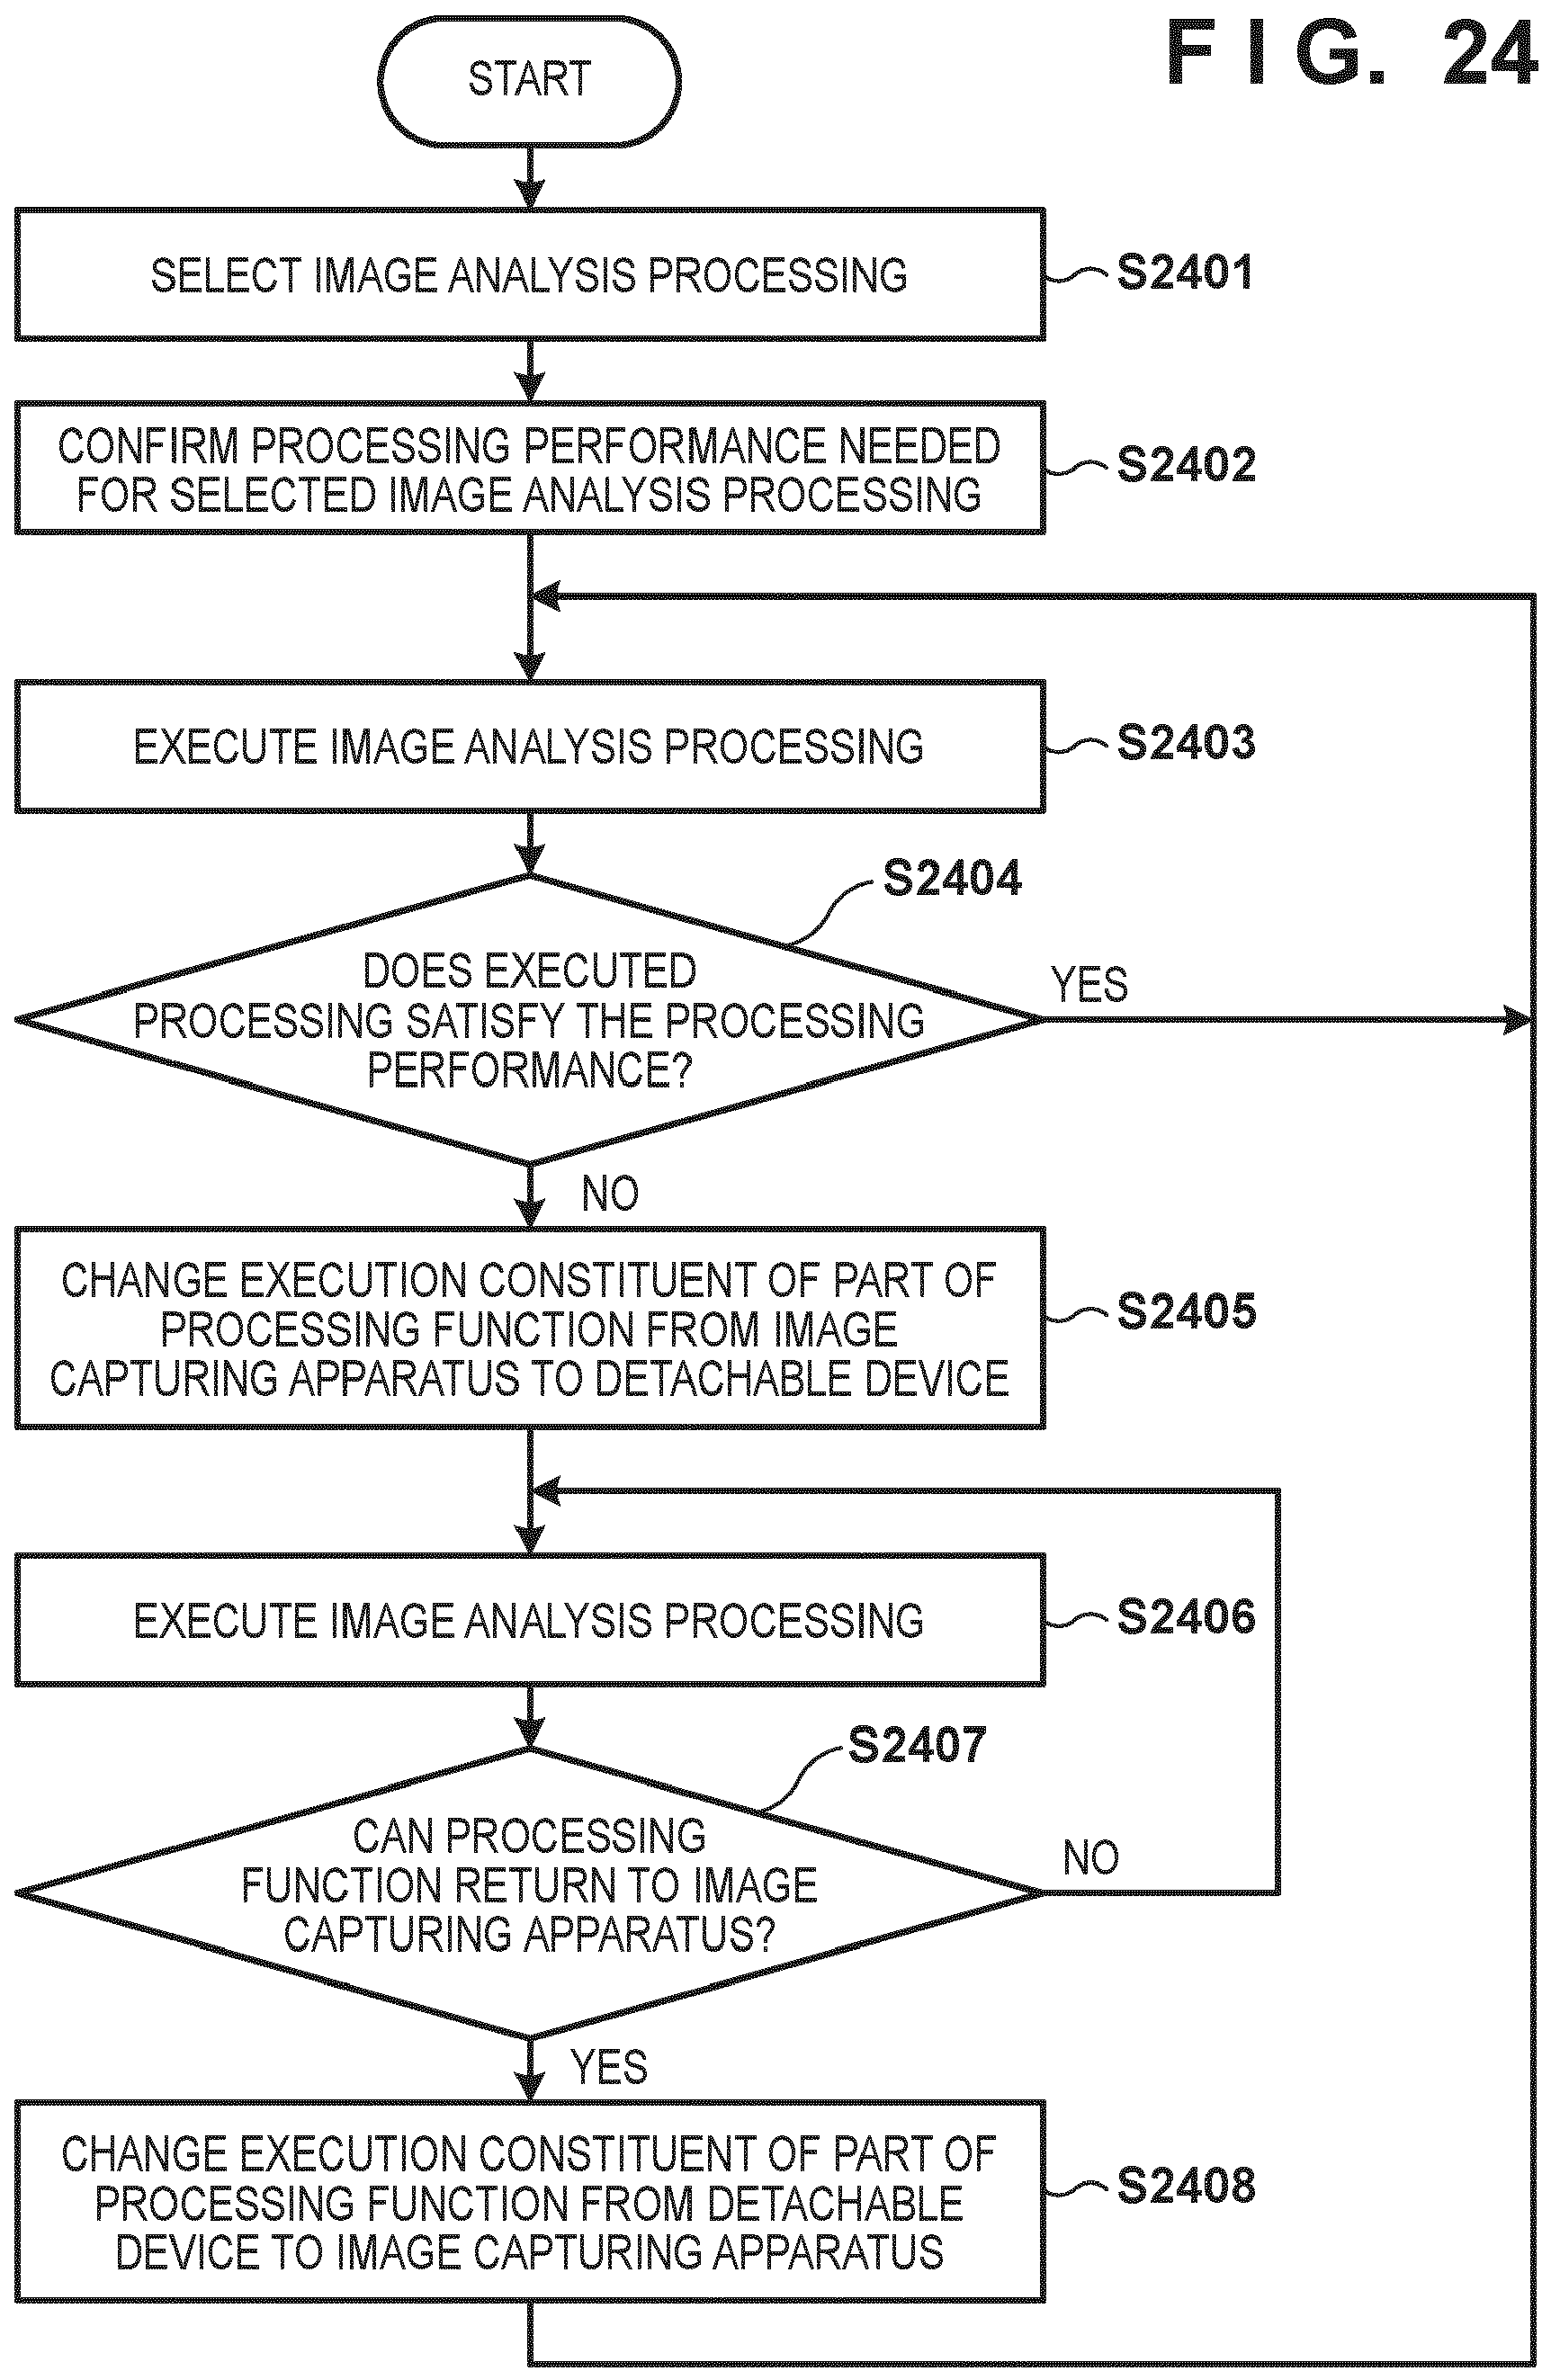 FIG. 24
START
SELECT IMAGE ANALYSIS PROCESSING
S2401
CONFIRM PROCESSING PERFORMANCE NEEDED
FOR SELECTED IMAGE ANALYSIS PROCESSING
S2402
EXECUTE IMAGE ANALYSIS PROCESSING
S2403
S2404
DOES EXECUTED
PROCESSING SATISFY THE PROCESSING
PERFORMANCE?
YES
NO
CHANGE EXECUTION CONSTITUENT OF PART OF
PROCESSING FUNCTION FROM IMAGE
CAPTURING APPARATUS TO DETACHABLE DEVICE
S2405
EXECUTE IMAGE ANALYSIS PROCESSING
S2406
S2407
CAN PROCESSING
FUNCTION RETURN TO IMAGE
CAPTURING APPARATUS?
NO
YES
CHANGE EXECUTION CONSTITUENT OF PART OF
PROCESSING FUNCTION FROM DETACHABLE
DEVICE TO IMAGE CAPTURING APPARATUS
S2408